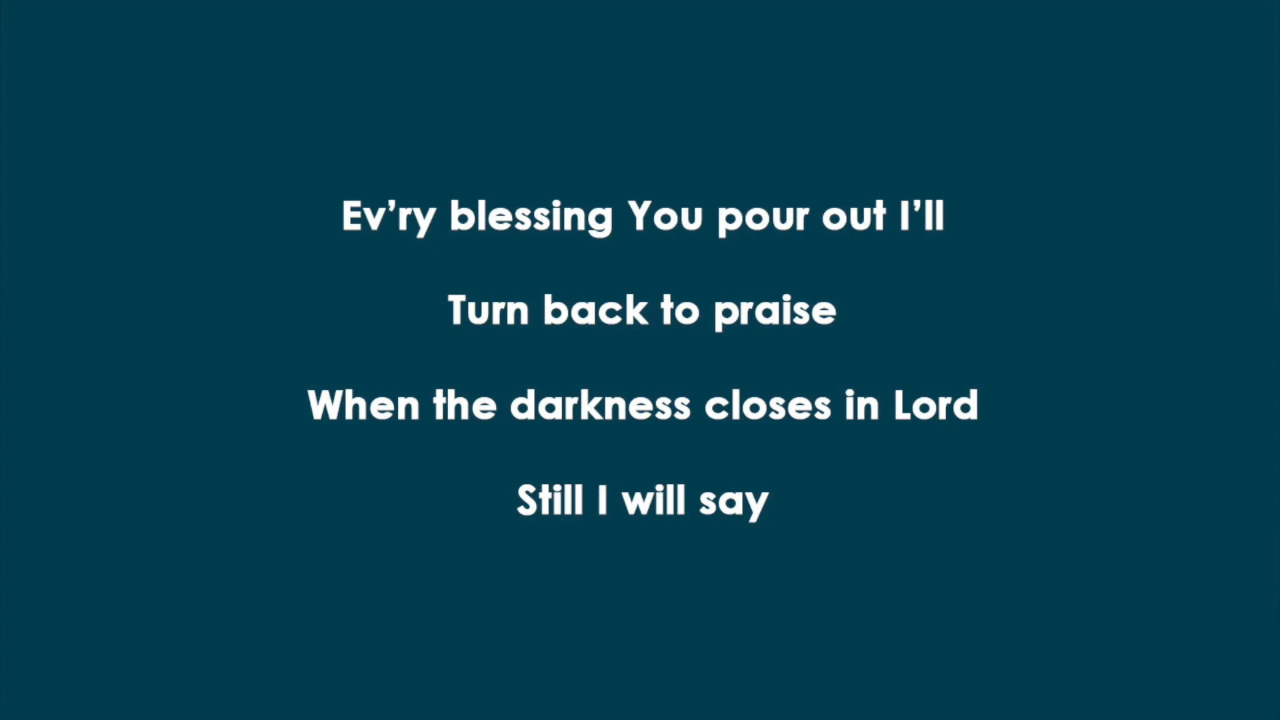 Ev’ry blessing You pour out I’ll
Turn back to praise
When the darkness closes in Lord
Still I will say